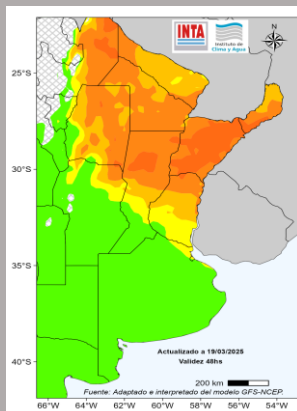 INTA
Instituto de
Clima y Agua
N
25°S
30°S
35°S
40°S
Actualizado a 19/03/2025
Validez 48hs
200 km
Fuente: Adaptado e interpretado del modelo GFS-NCEP.
66°W 64°W 62°W 60°W 58°W 56°W 54°W